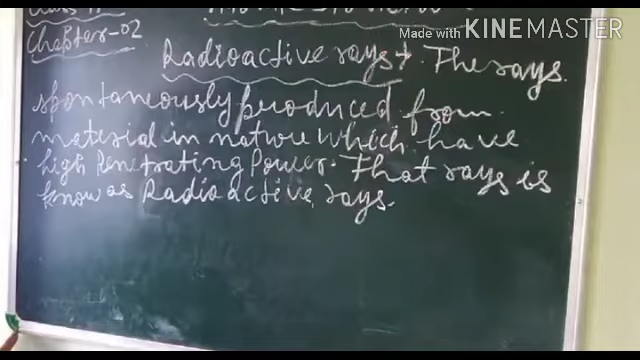 Made with KINEMASTER
Chapter-02
Radioactive rays +. The rays.
spontaneously produced from
material in nature which have
high Penetrating Power. That rays is
know as Radioactive rays.